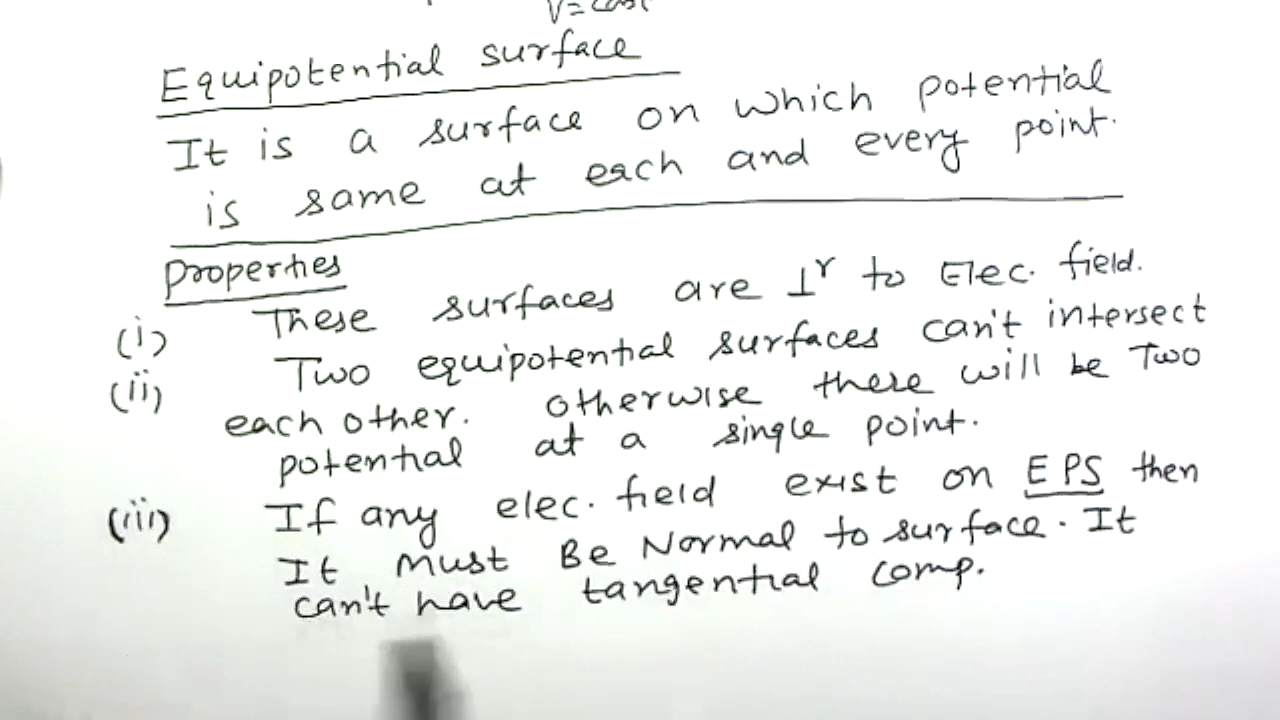 Equipotential surface
It is a surface on which potential
is same at each and every point.
Properties
(i) These surfaces are ⊥r to Elec. field.
(ii) Two equipotential surfaces can't intersect
each other. otherwise there will be Two
potential at a single point.
(iii) If any elec. field exist on EPS then
It must Be Normal to surface. It
can't have tangential comp.